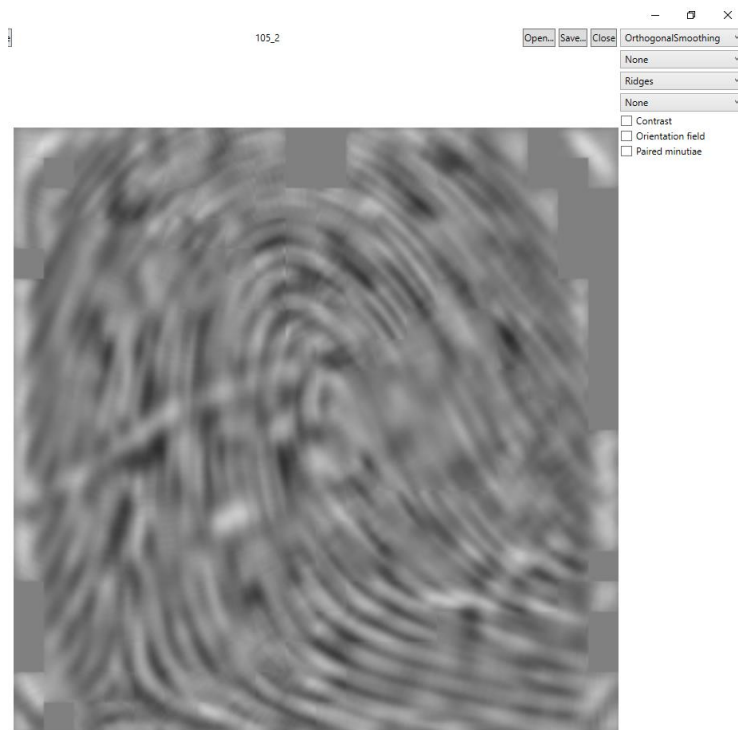 105_2 Open... Save... Close OrthogonalSmoothing
None
Ridges
None
Contrast
Orientation field
Paired minutiae